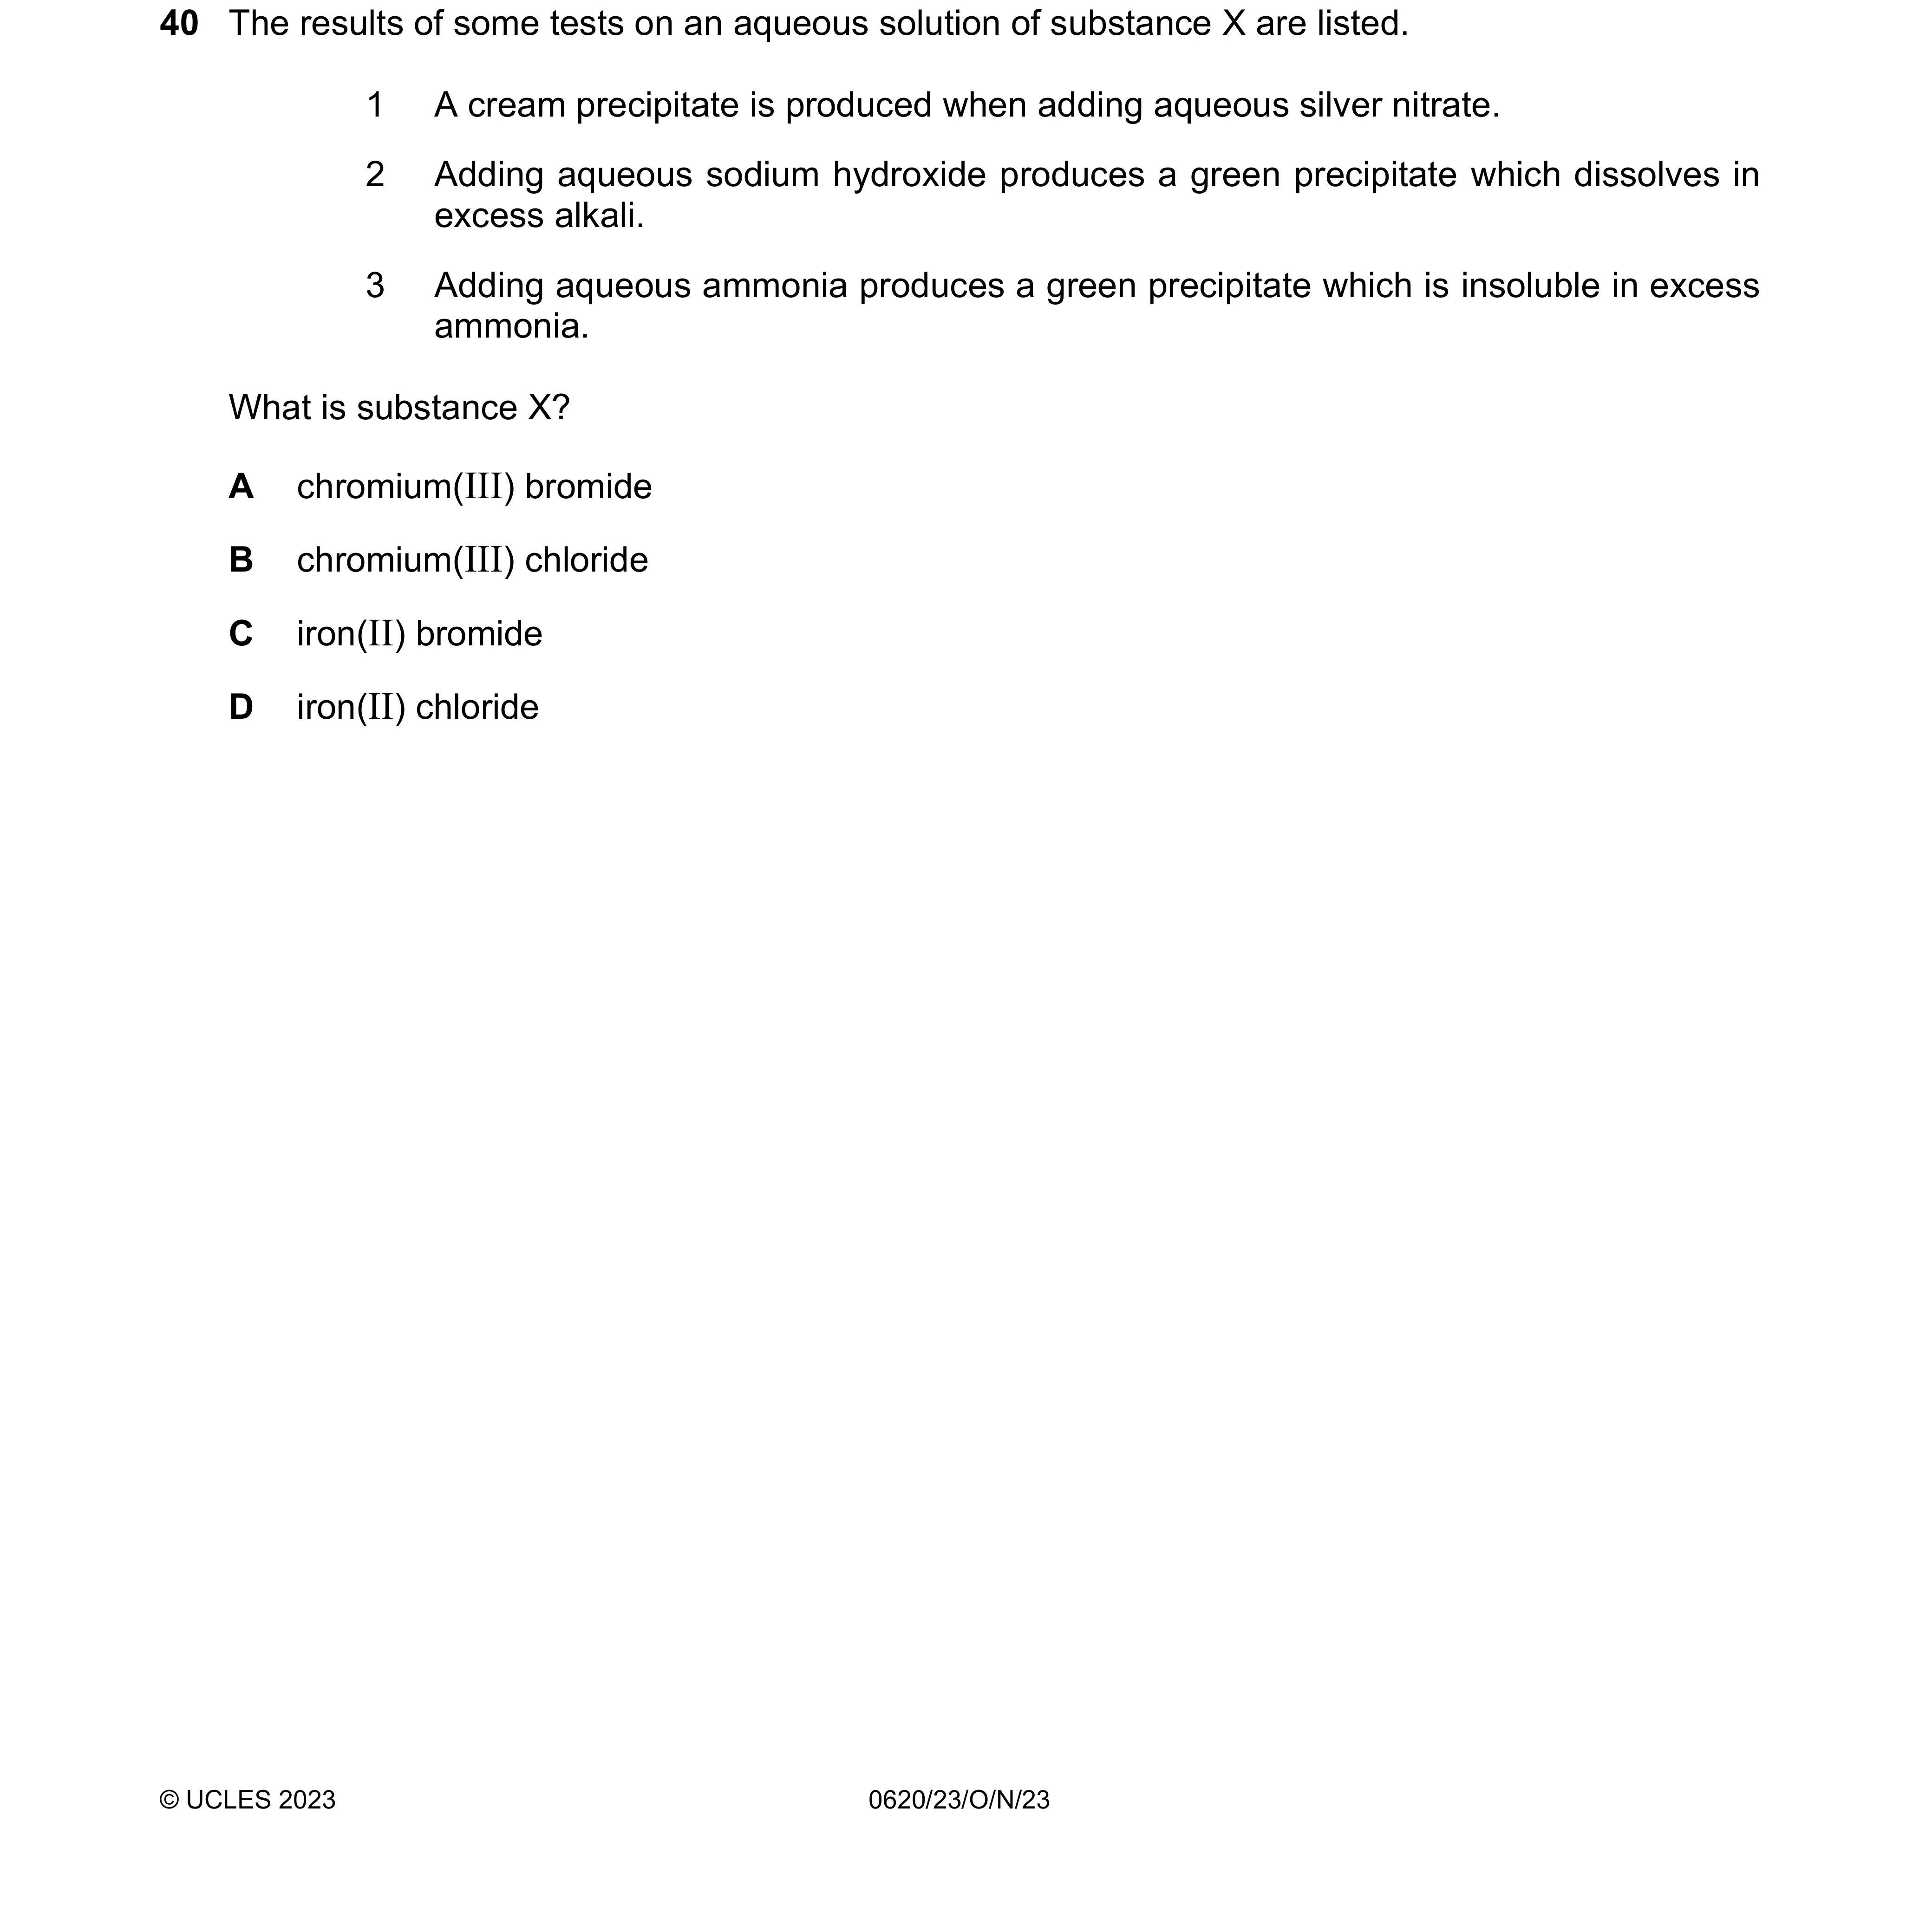 40 The results of some tests on an aqueous solution of substance X are listed.
1 A cream precipitate is produced when adding aqueous silver nitrate.
2 Adding aqueous sodium hydroxide produces a green precipitate which dissolves in
excess alkali.
3 Adding aqueous ammonia produces a green precipitate which is insoluble in excess
ammonia.
What is substance X?
A chromium(III) bromide
B chromium(III) chloride
C iron(II) bromide
D iron(II) chloride
© UCLES 2023 0620/23/O/N/23